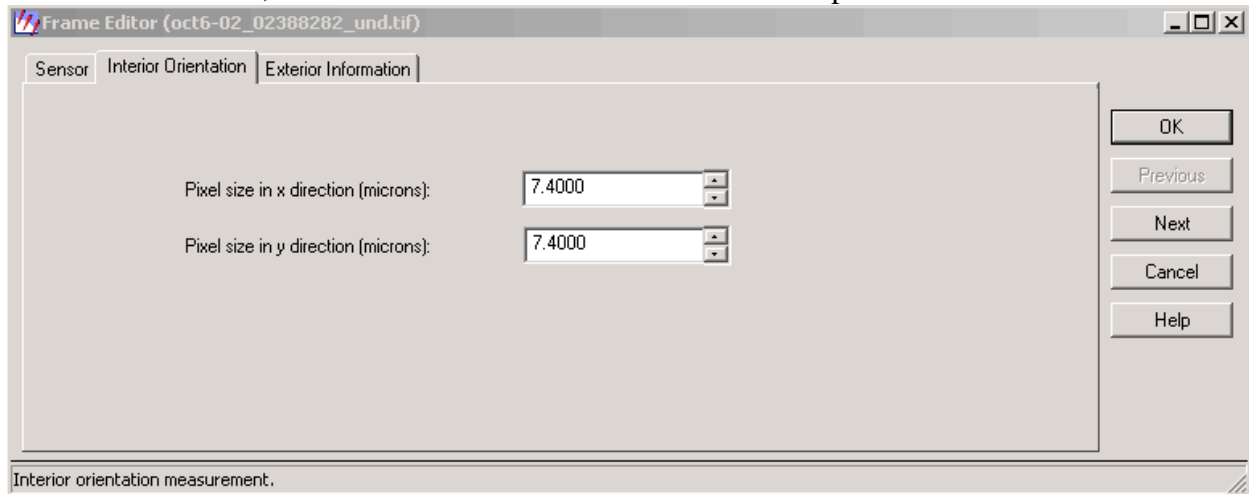 Frame Editor (oct6-02_02388282_und.tif)
Sensor Interior Orientation Exterior Information
OK
Pixel size in x direction (microns): 7.4000
Previous
Next
Pixel size in y direction (microns): 7.4000
Cancel
Help
Interior orientation measurement.